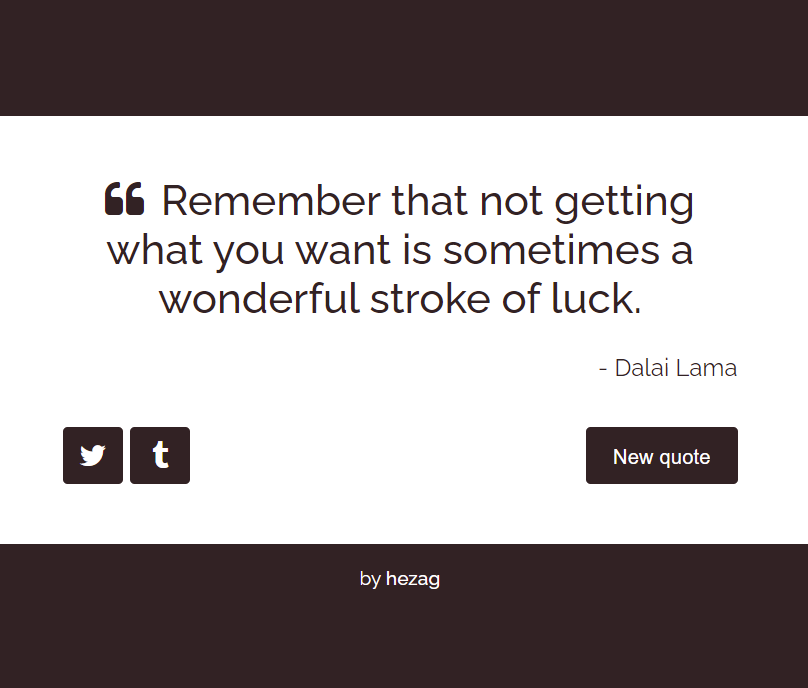 ❝ Remember that not getting
what you want is sometimes a
wonderful stroke of luck.
- Dalai Lama
New quote
by hezag